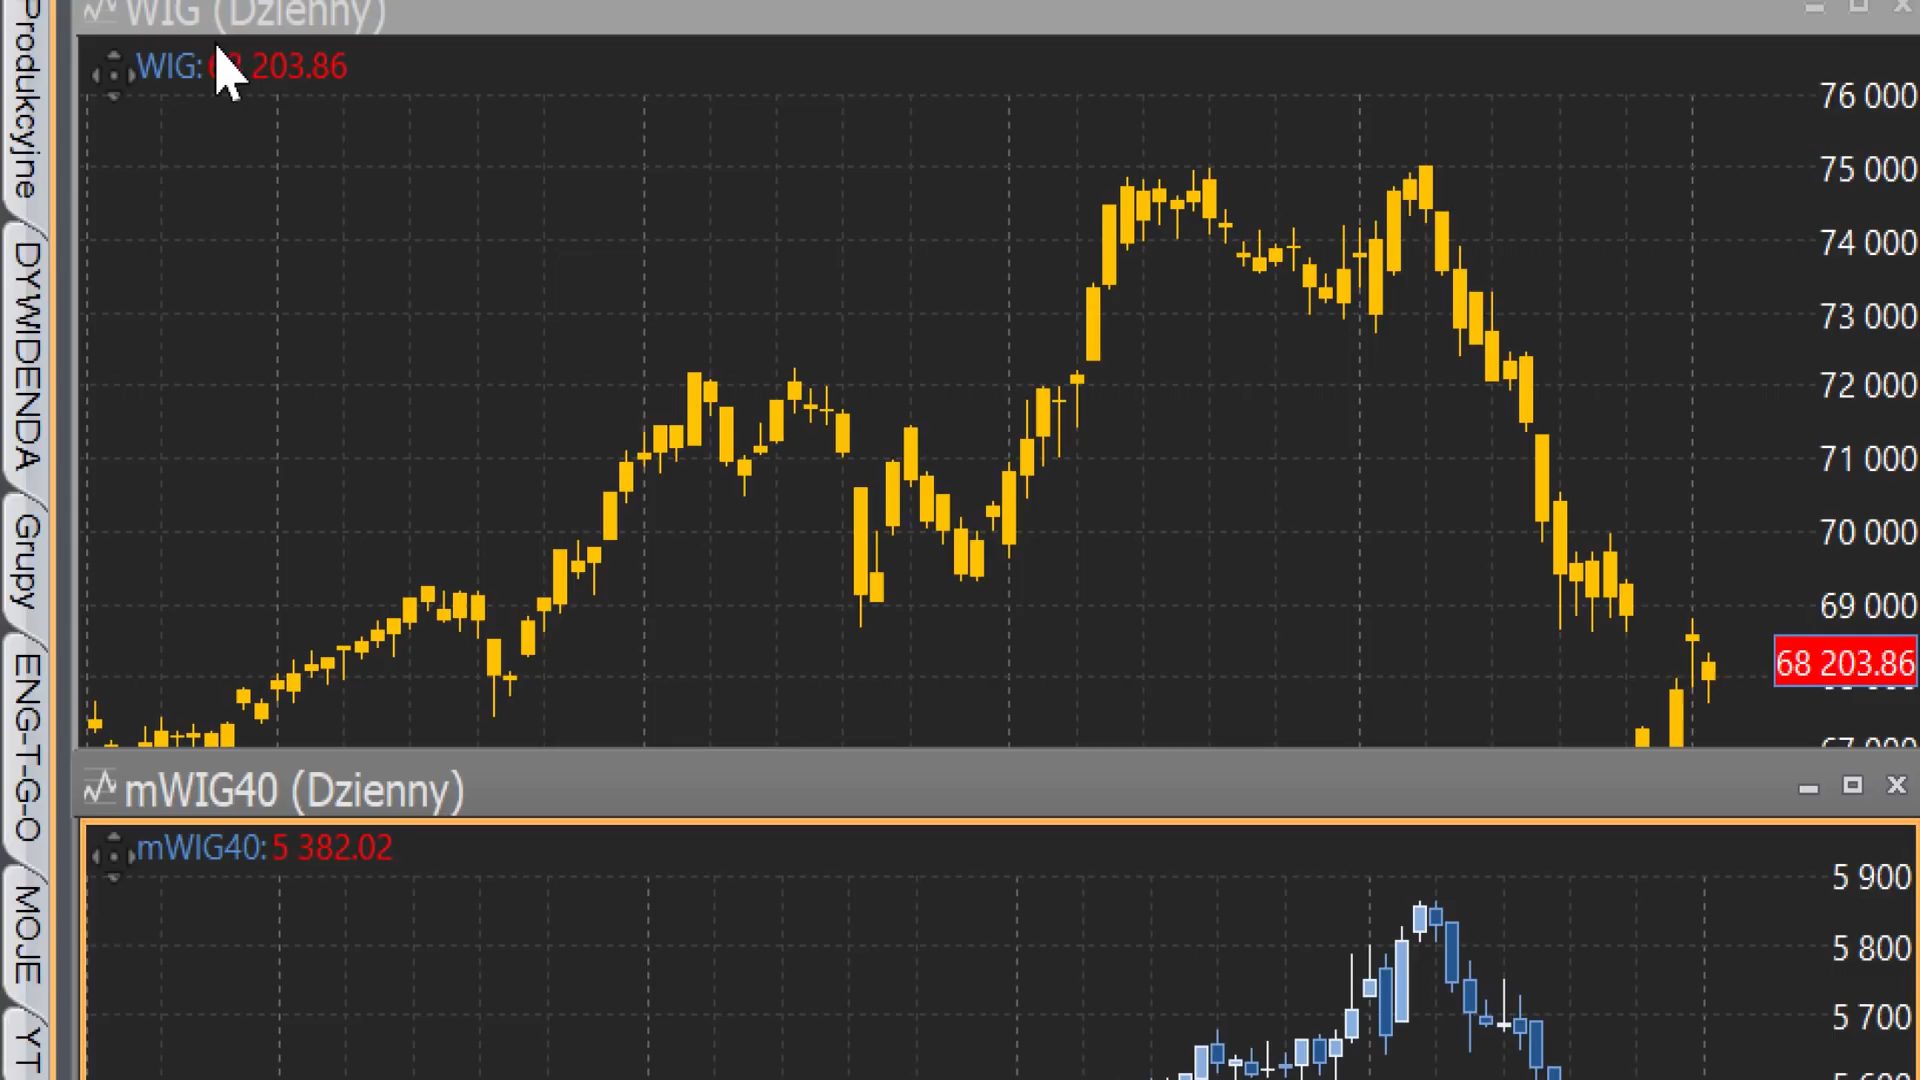 WIG (Dzienny)
WIG: 203.86
76 000
75 000
74 000
73 000
72 000
71 000
70 000
69 000
68 203.86
67 000
mWIG40 (Dzienny)
mWIG40: 5 382.02
5 900
5 800
5 700
Produkcyjne
DYWIDENDA
Grupy
ENG-T-G-O
MOJE
YT